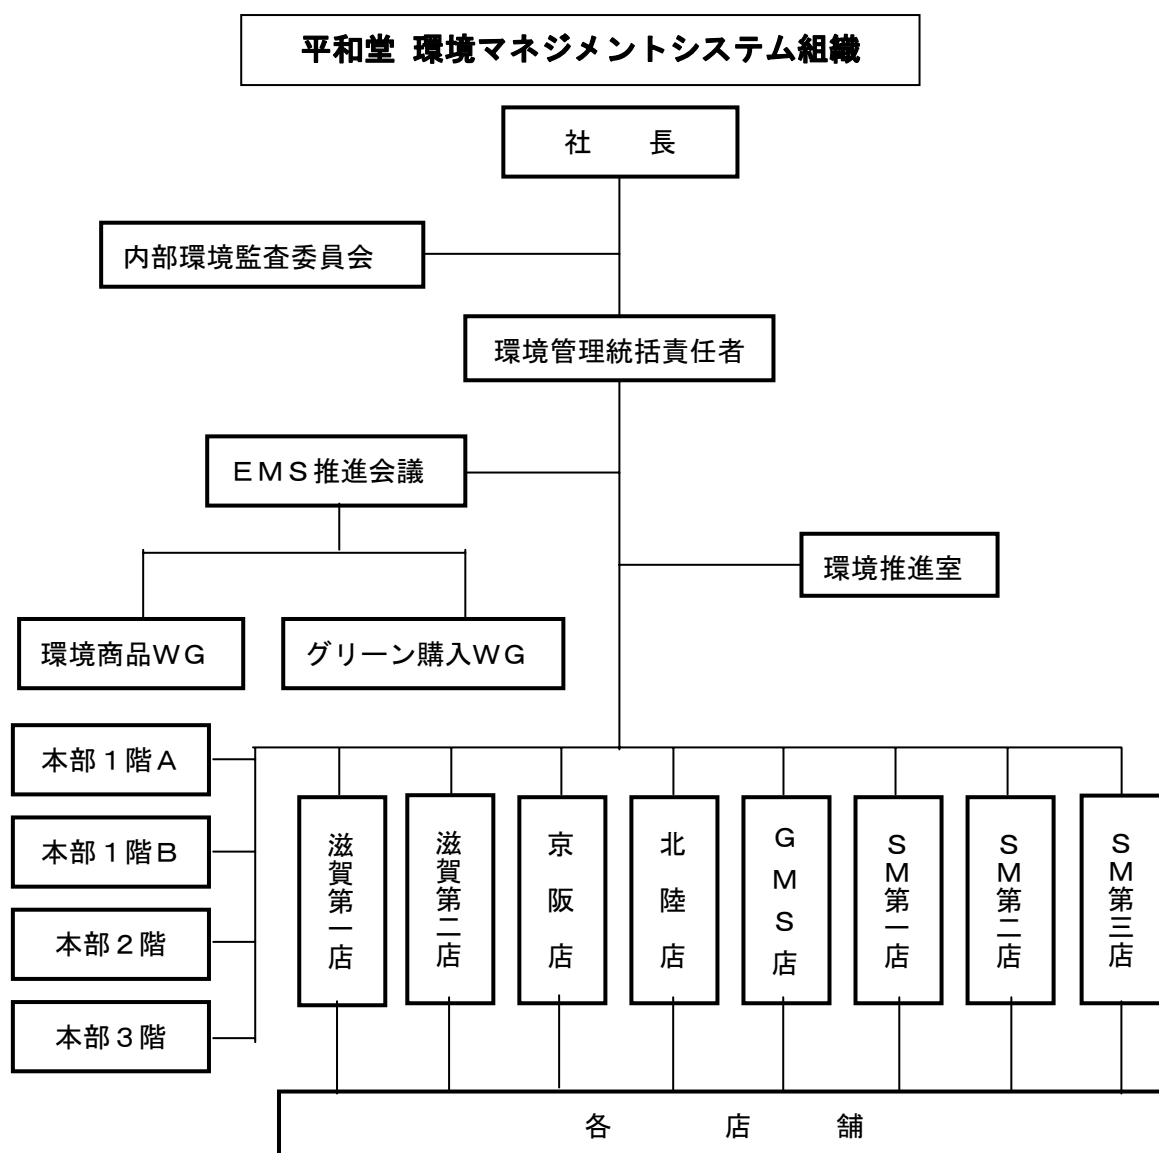 平和堂 環境マネジメントシステム組織
社　長
内部環境監査委員会
環境管理統括責任者
ＥＭＳ推進会議
環境推進室
環境商品ＷＧ
グリーン購入ＷＧ
本部１階Ａ
本部１階Ｂ
本部２階
本部３階
滋賀第一店
滋賀第二店
京阪店
北陸店
ＧＭＳ店
ＳＭ第一店
ＳＭ第二店
ＳＭ第三店
各　店　舗